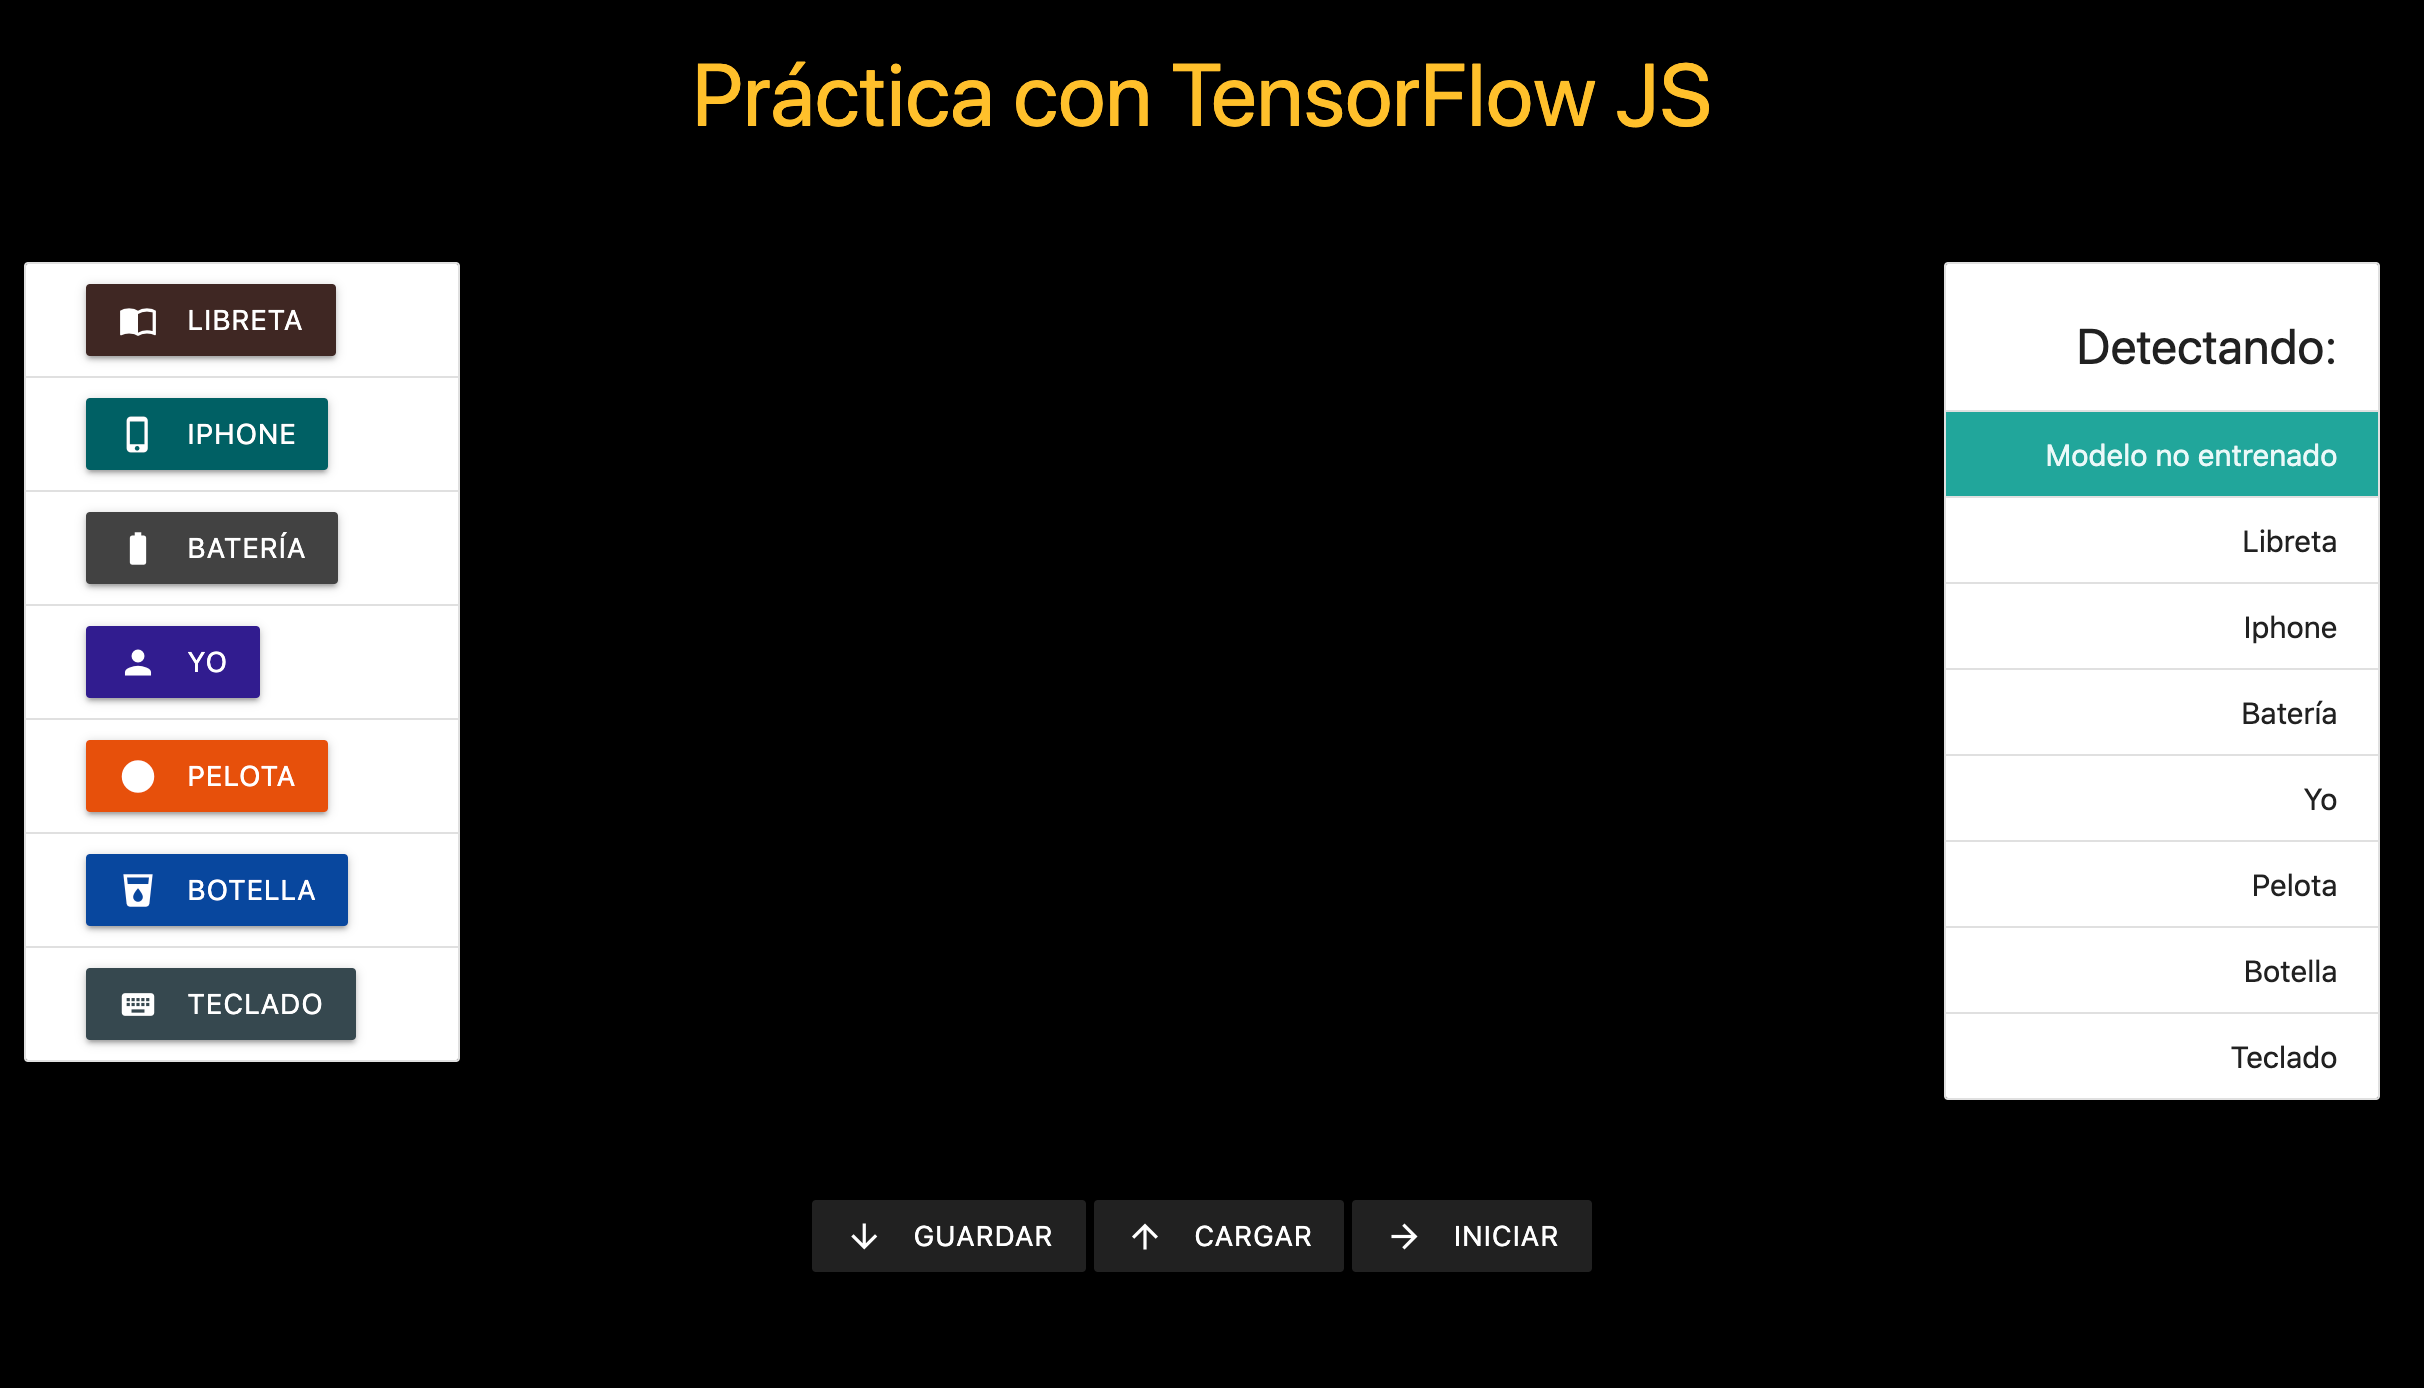 Práctica con TensorFlow JS
LIBRETA
IPHONE
BATERÍA
YO
PELOTA
BOTELLA
TECLADO
Detectando:
Modelo no entrenado
Libreta
Iphone
Batería
Yo
Pelota
Botella
Teclado
GUARDAR CARGAR INICIAR